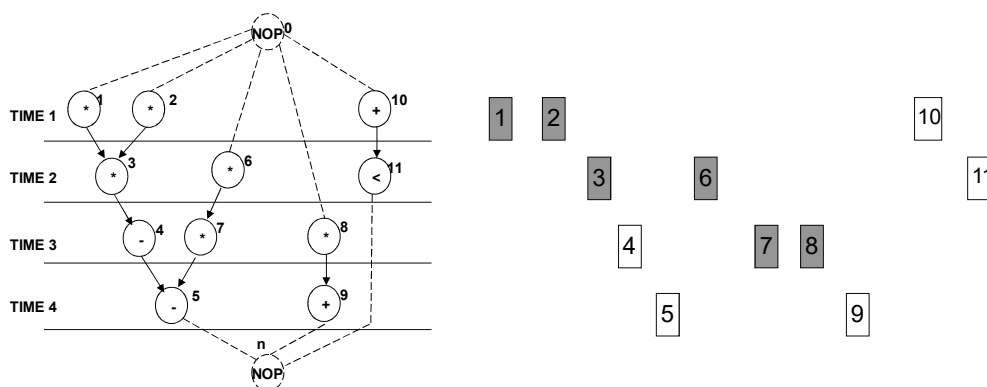 NOP 0
1 2 10
TIME 1 * * + 1 2 10
3 6 11
TIME 2 * * < 3 6 11
4 7 8
TIME 3 - * * 4 7 8
5 9
TIME 4 - + 5 9
n
NOP